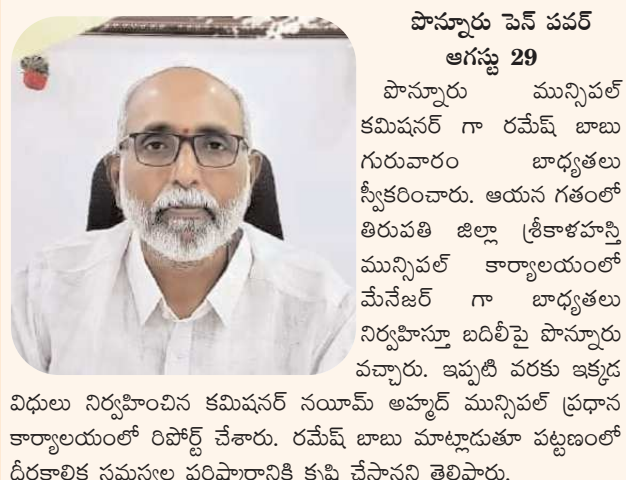 పొన్నూరు పెన్ పవర్
ఆగస్టు 29
పొన్నూరు మున్సిపల్
కమిషనర్ గా రమేష్ బాబు
గురువారం బాధ్యతలు
స్వీకరించారు. ఆయన గతంలో
తిరుపతి జిల్లా శ్రీకాళహస్తి
మున్సిపల్ కార్యాలయంలో
మేనేజర్ గా బాధ్యతలు
నిర్వహిస్తూ బదిలీపై పొన్నూరు
వచ్చారు. ఇప్పటి వరకు ఇక్కడ
విధులు నిర్వహించిన కమిషనర్ నయీమ్ అహ్మద్ మున్సిపల్ ప్రధాన
కార్యాలయంలో రిపోర్ట్ చేశారు. రమేష్ బాబు మాట్లాడుతూ పట్టణంలో
దీర్ఘకాలిక సమస్యల పరిష్కారానికి కృషి చేస్తానని తెలిపారు.